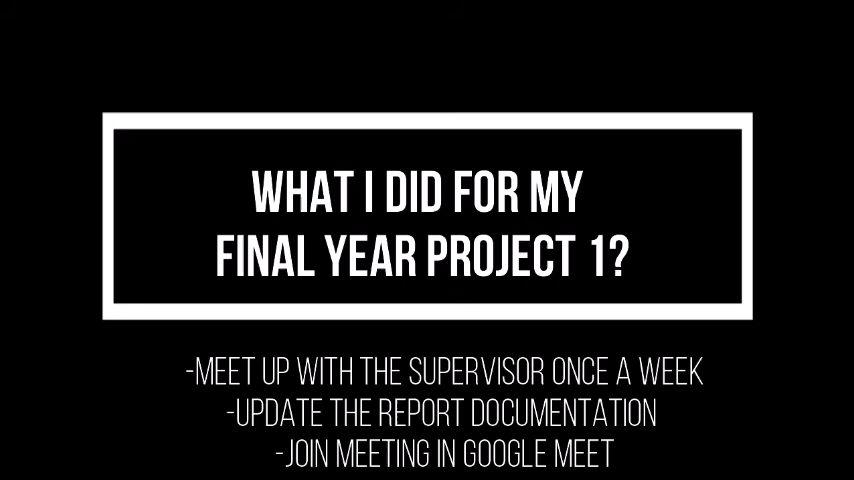 WHAT I DID FOR MY
FINAL YEAR PROJECT 1?
-MEET UP WITH THE SUPERVISOR ONCE A WEEK
-UPDATE THE REPORT DOCUMENTATION
-JOIN MEETING IN GOOGLE MEET